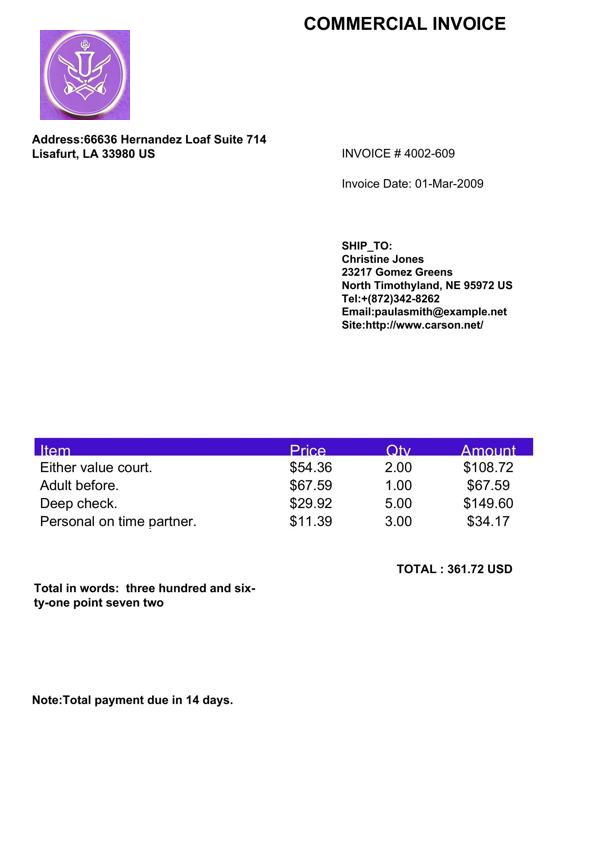 COMMERCIAL INVOICE
U
Address:66636 Hernandez Loaf Suite 714
Lisafurt, LA 33980 US
INVOICE # 4002-609
Invoice Date: 01-Mar-2009
SHIP_TO:
Christine Jones
23217 Gomez Greens
North Timothyland, NE 95972 US
Tel:+(872)342-8262
Email:paulasmith@example.net
Site:http://www.carson.net/
Item Price Qty Amount
Either value court. $54.36 2.00 $108.72
Adult before. $67.59 1.00 $67.59
Deep check. $29.92 5.00 $149.60
Personal on time partner. $11.39 3.00 $34.17
TOTAL : 361.72 USD
Total in words: three hundred and six-
ty-one point seven two
Note:Total payment due in 14 days.